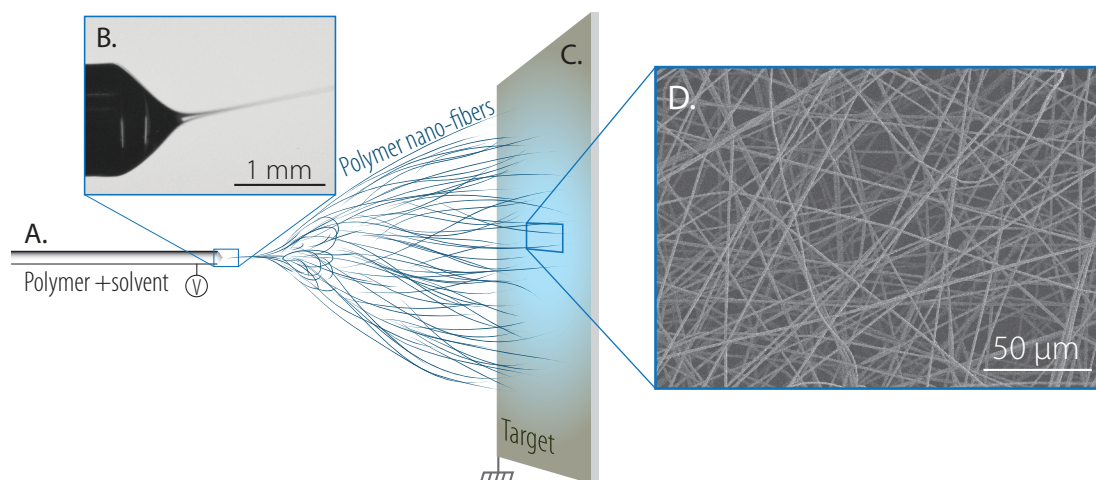 B.
1 mm
Polymer nano-fibers
C.
D.
50 µm
A.
Polymer +solvent
V
Target